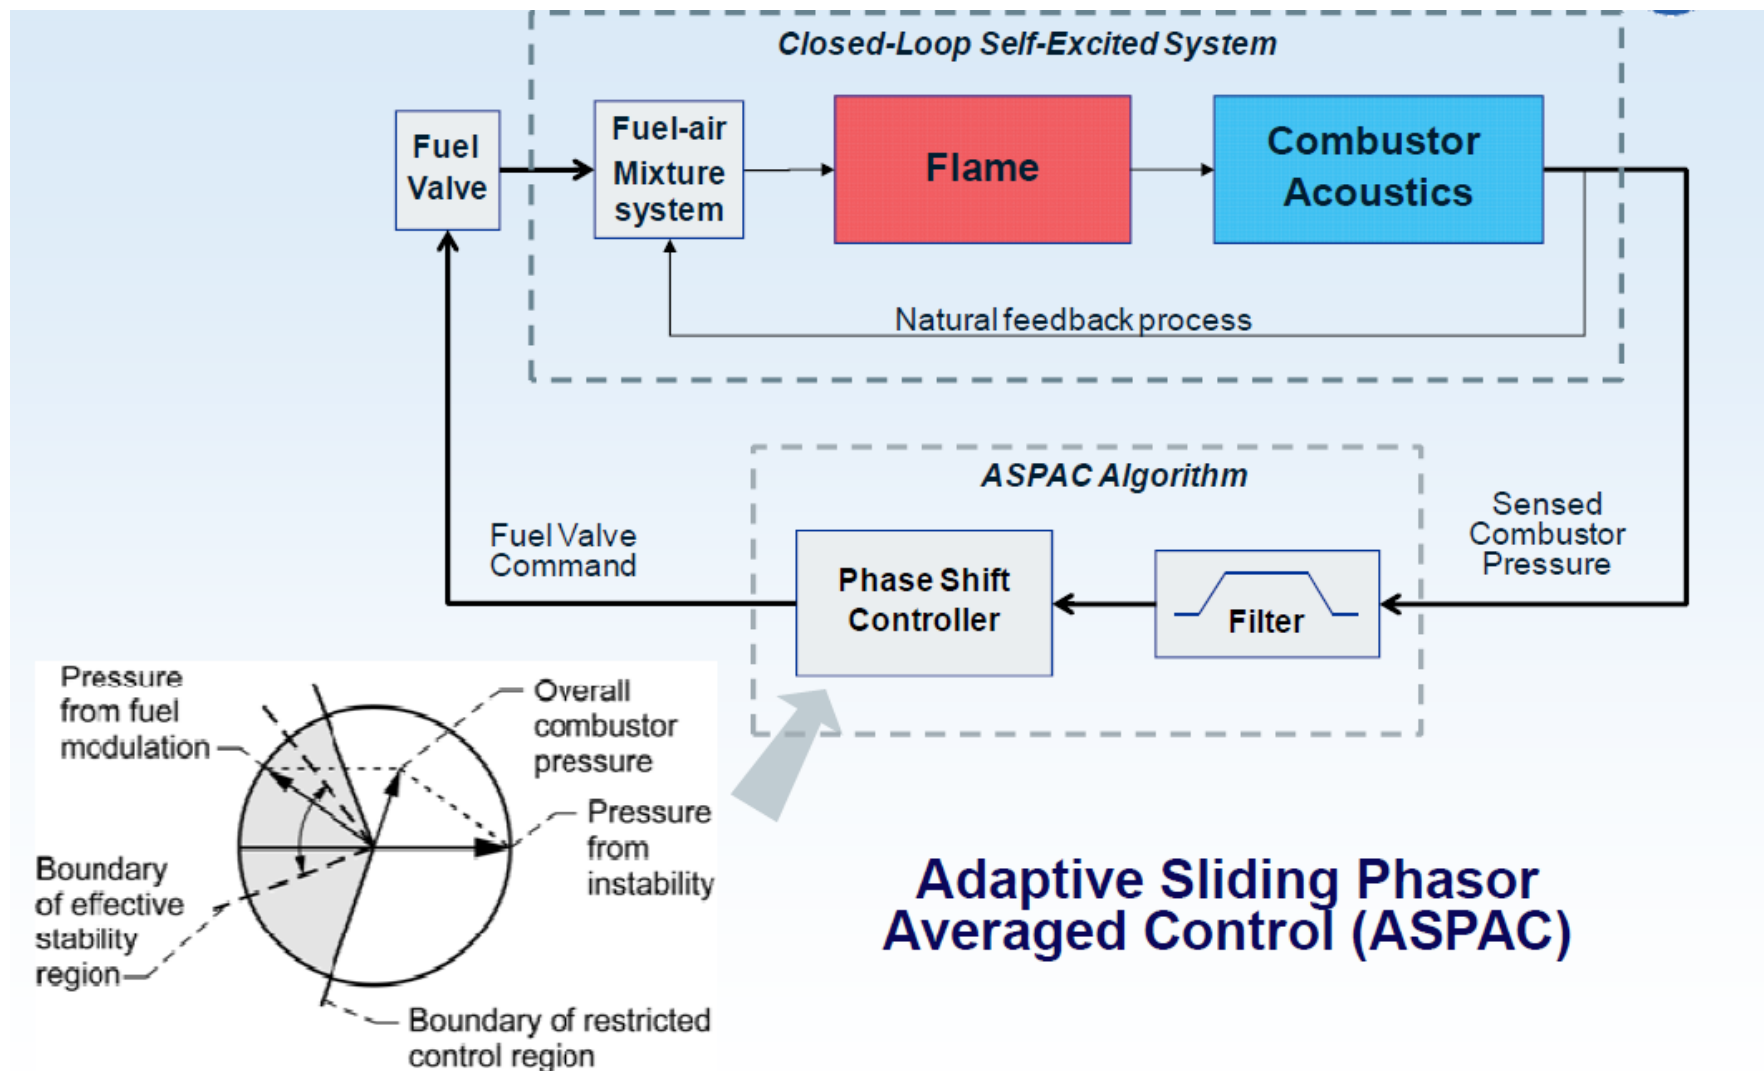 Closed-Loop Self-Excited System
Fuel
Valve
Fuel-air
Mixture
system
Flame
Combustor
Acoustics
Natural feedback process
ASPAC Algorithm
Sensed
Combustor
Pressure
Fuel Valve
Command
Phase Shift
Controller
Filter
Pressure
from fuel
modulation
Overall
combustor
pressure
Pressure
from
instability
Boundary
of effective
stability
region
Boundary of restricted
control region
Adaptive Sliding Phasor
Averaged Control (ASPAC)